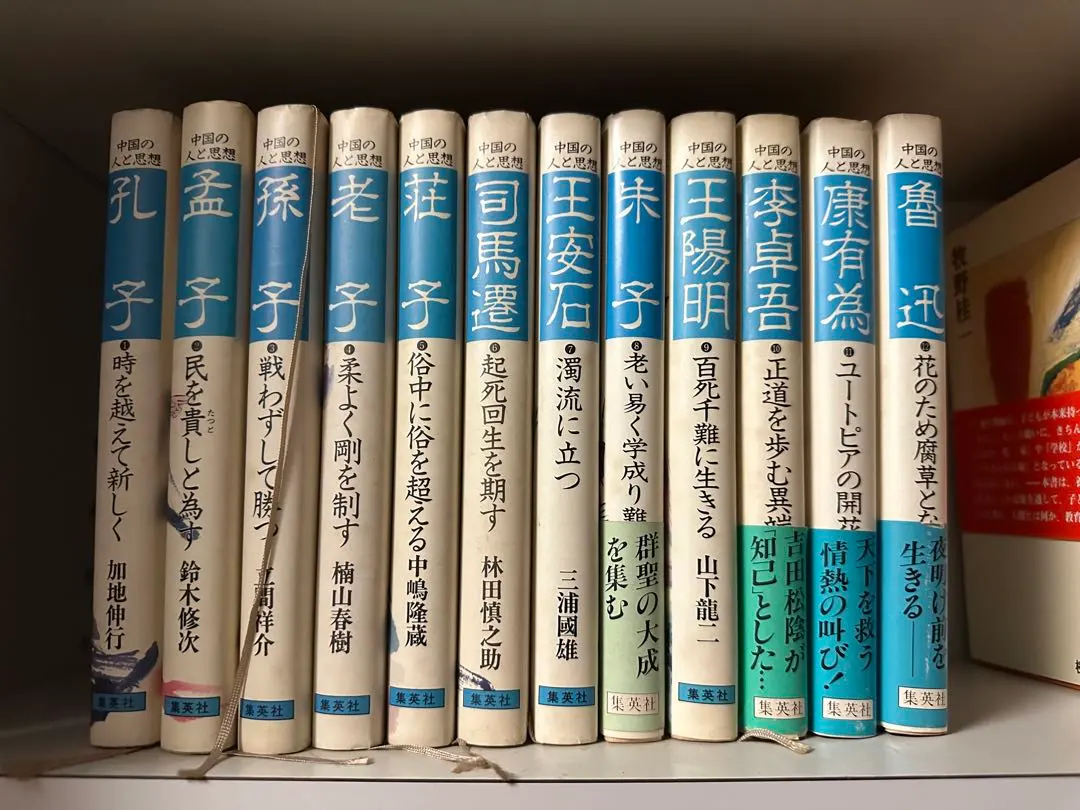 中国の
人と思想
孔子
1
時を越えて新しく
加地伸行
集英社
中国の
人と思想
孟子
2
民を貴しと為す
たっと
鈴木修次
集英社
中国の
人と思想
孫子
3
戦わずして勝つ
間祥介
集英社
中国の
人と思想
老子
4
柔よく剛を制す
楠山春樹
集英社
中国の
人と思想
荘子
5
俗中に俗を超える
中嶋隆蔵
集英社
中国の
人と思想
司馬遷
6
起死回生を期す
林田慎之助
集英社
中国の
人と思想
王安石
7
濁流に立つ
三浦國雄
集英社
中国の
人と思想
朱子
8
老い易く学成り難
群聖の大成
を集む
集英社
中国の
人と思想
王陽明
9
百死千難に生きる
山下龍二
集英社
中国の
人と思想
李卓吾
10
正道を歩む異端
吉田松陰が
「知己」とした…
集英社
中国の
人と思想
康有為
11
ユートピアの開花
天下を救う
情熱の叫び!
集英社
中国の
人と思想
魯迅
12
花のため腐草とな
夜明け前を
生きる――
集英社
牧野桂一